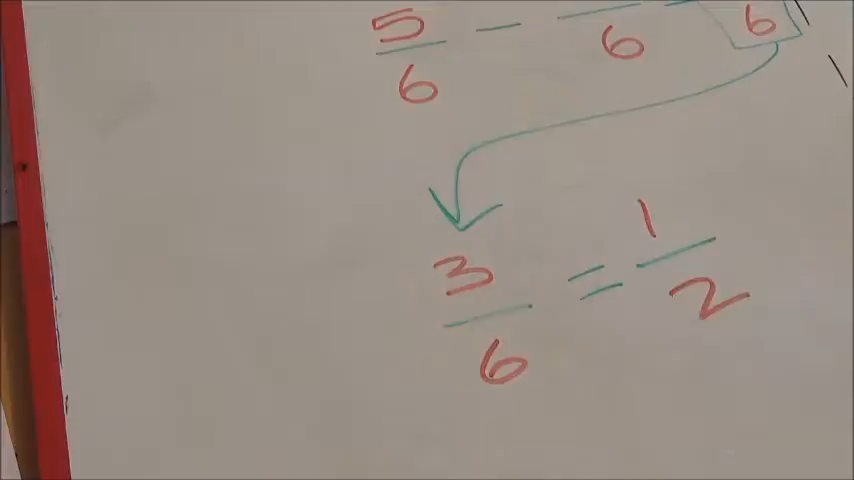 5/6 - /6 6
3/6 = 1/2